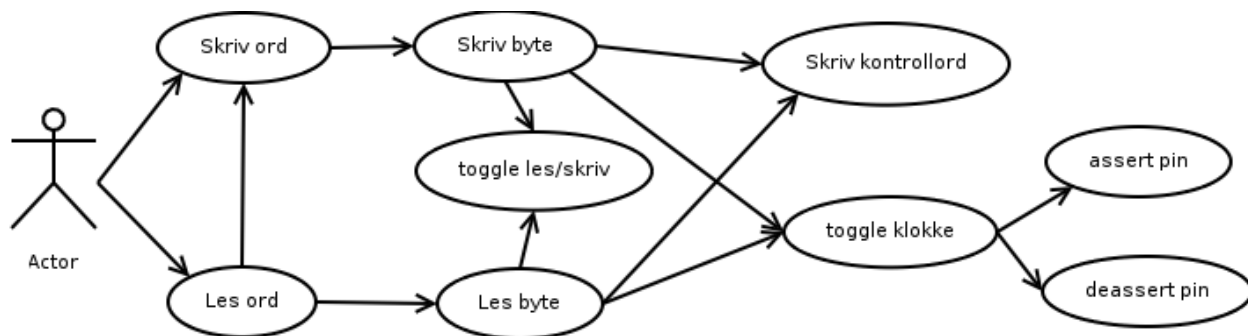 Skriv ord
Skriv byte
Skriv kontrollord
toggle les/skriv
assert pin
toggle klokke
Actor
Les ord
Les byte
deassert pin